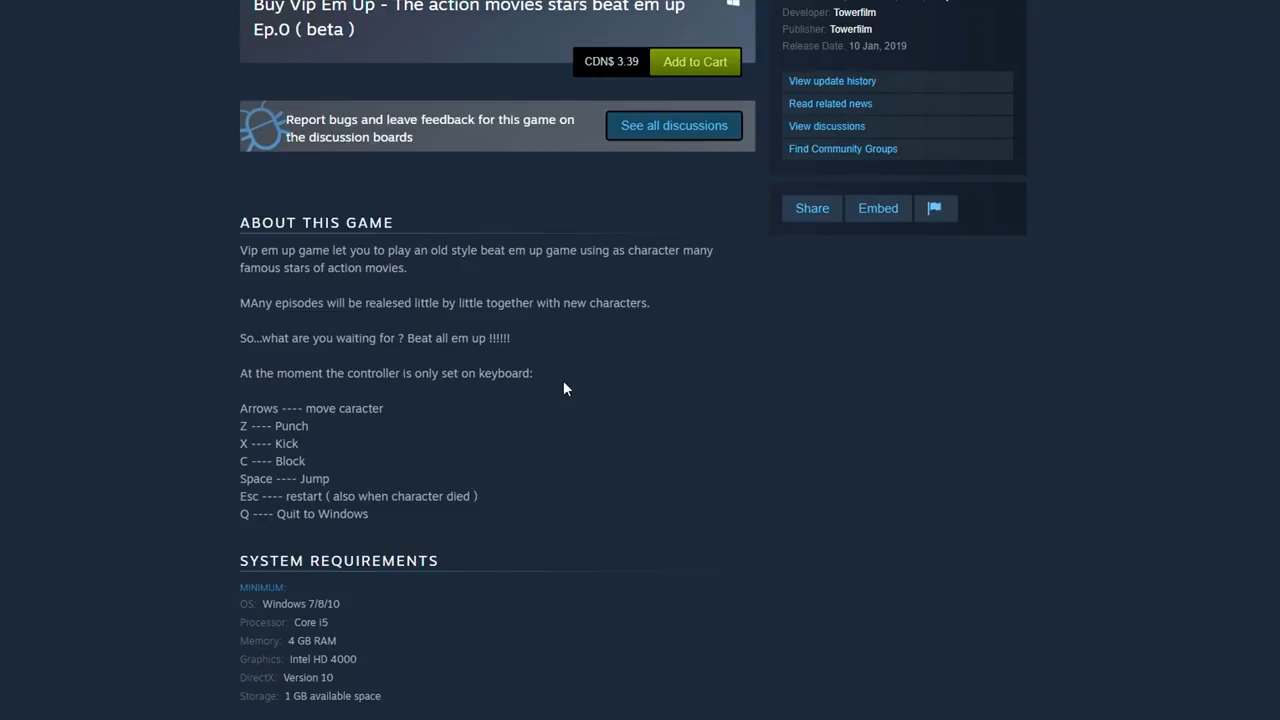 Buy Vip Em Up - The action movies stars beat em up
Ep.0 ( beta )
CDN$ 3.39
Add to Cart
Report bugs and leave feedback for this game on
the discussion boards
See all discussions
ABOUT THIS GAME
Vip em up game let you to play an old style beat em up game using as character many
famous stars of action movies.
MAny episodes will be realesed little by little together with new characters.
So...what are you waiting for ? Beat all em up !!!!!!
At the moment the controller is only set on keyboard:
Arrows ---- move caracter
Z ---- Punch
X ---- Kick
C ---- Block
Space ---- Jump
Esc ---- restart ( also when character died )
Q ---- Quit to Windows
SYSTEM REQUIREMENTS
MINIMUM:
OS: Windows 7/8/10
Processor: Core i5
Memory: 4 GB RAM
Graphics: Intel HD 4000
DirectX: Version 10
Storage: 1 GB available space
Developer: Towerfilm
Publisher: Towerfilm
Release Date: 10 Jan, 2019
View update history
Read related news
View discussions
Find Community Groups
Share
Embed